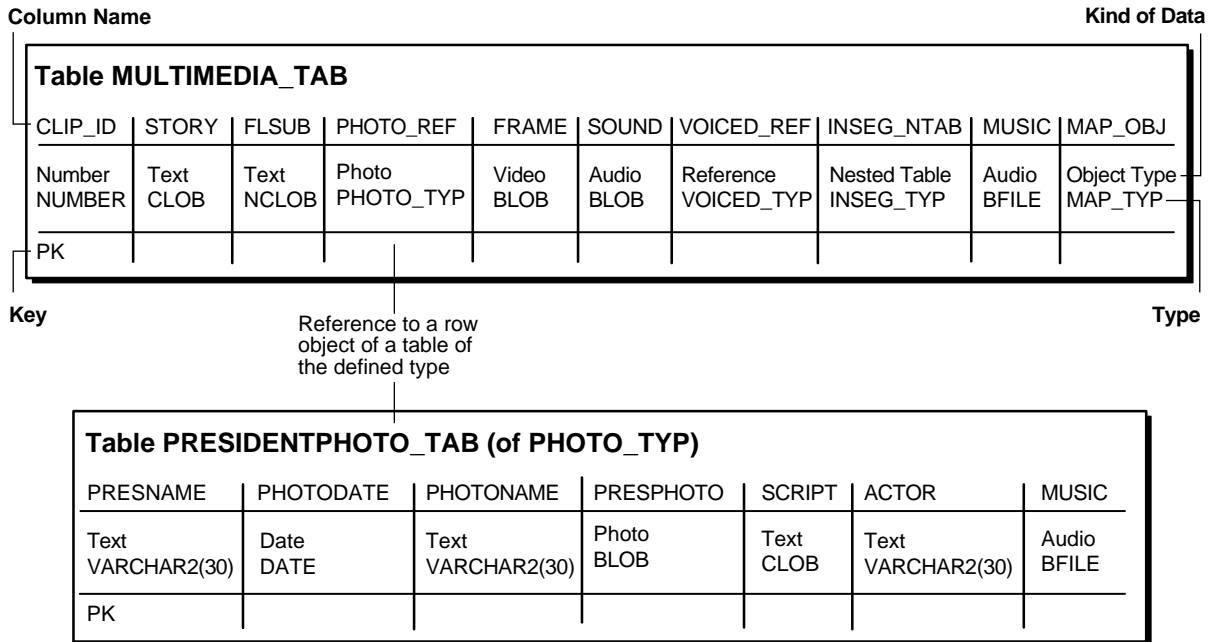 Column Name
Kind of Data
Table MULTIMEDIA_TAB
CLIP_ID STORY FLSUB PHOTO_REF FRAME SOUND VOICED_REF INSEG_NTAB MUSIC MAP_OBJ
Number Text Text Photo Video Audio Reference Nested Table Audio Object Type
NUMBER CLOB NCLOB PHOTO_TYP BLOB BLOB VOICED_TYP INSEG_TYP BFILE MAP_TYP
PK
Key
Type
Reference to a row
object of a table of
the defined type
Table PRESIDENTPHOTO_TAB (of PHOTO_TYP)
PRESNAME PHOTODATE PHOTONAME PRESPHOTO SCRIPT ACTOR MUSIC
Text Date Text Photo Text Text Audio
VARCHAR2(30) DATE VARCHAR2(30) BLOB CLOB VARCHAR2(30) BFILE
PK